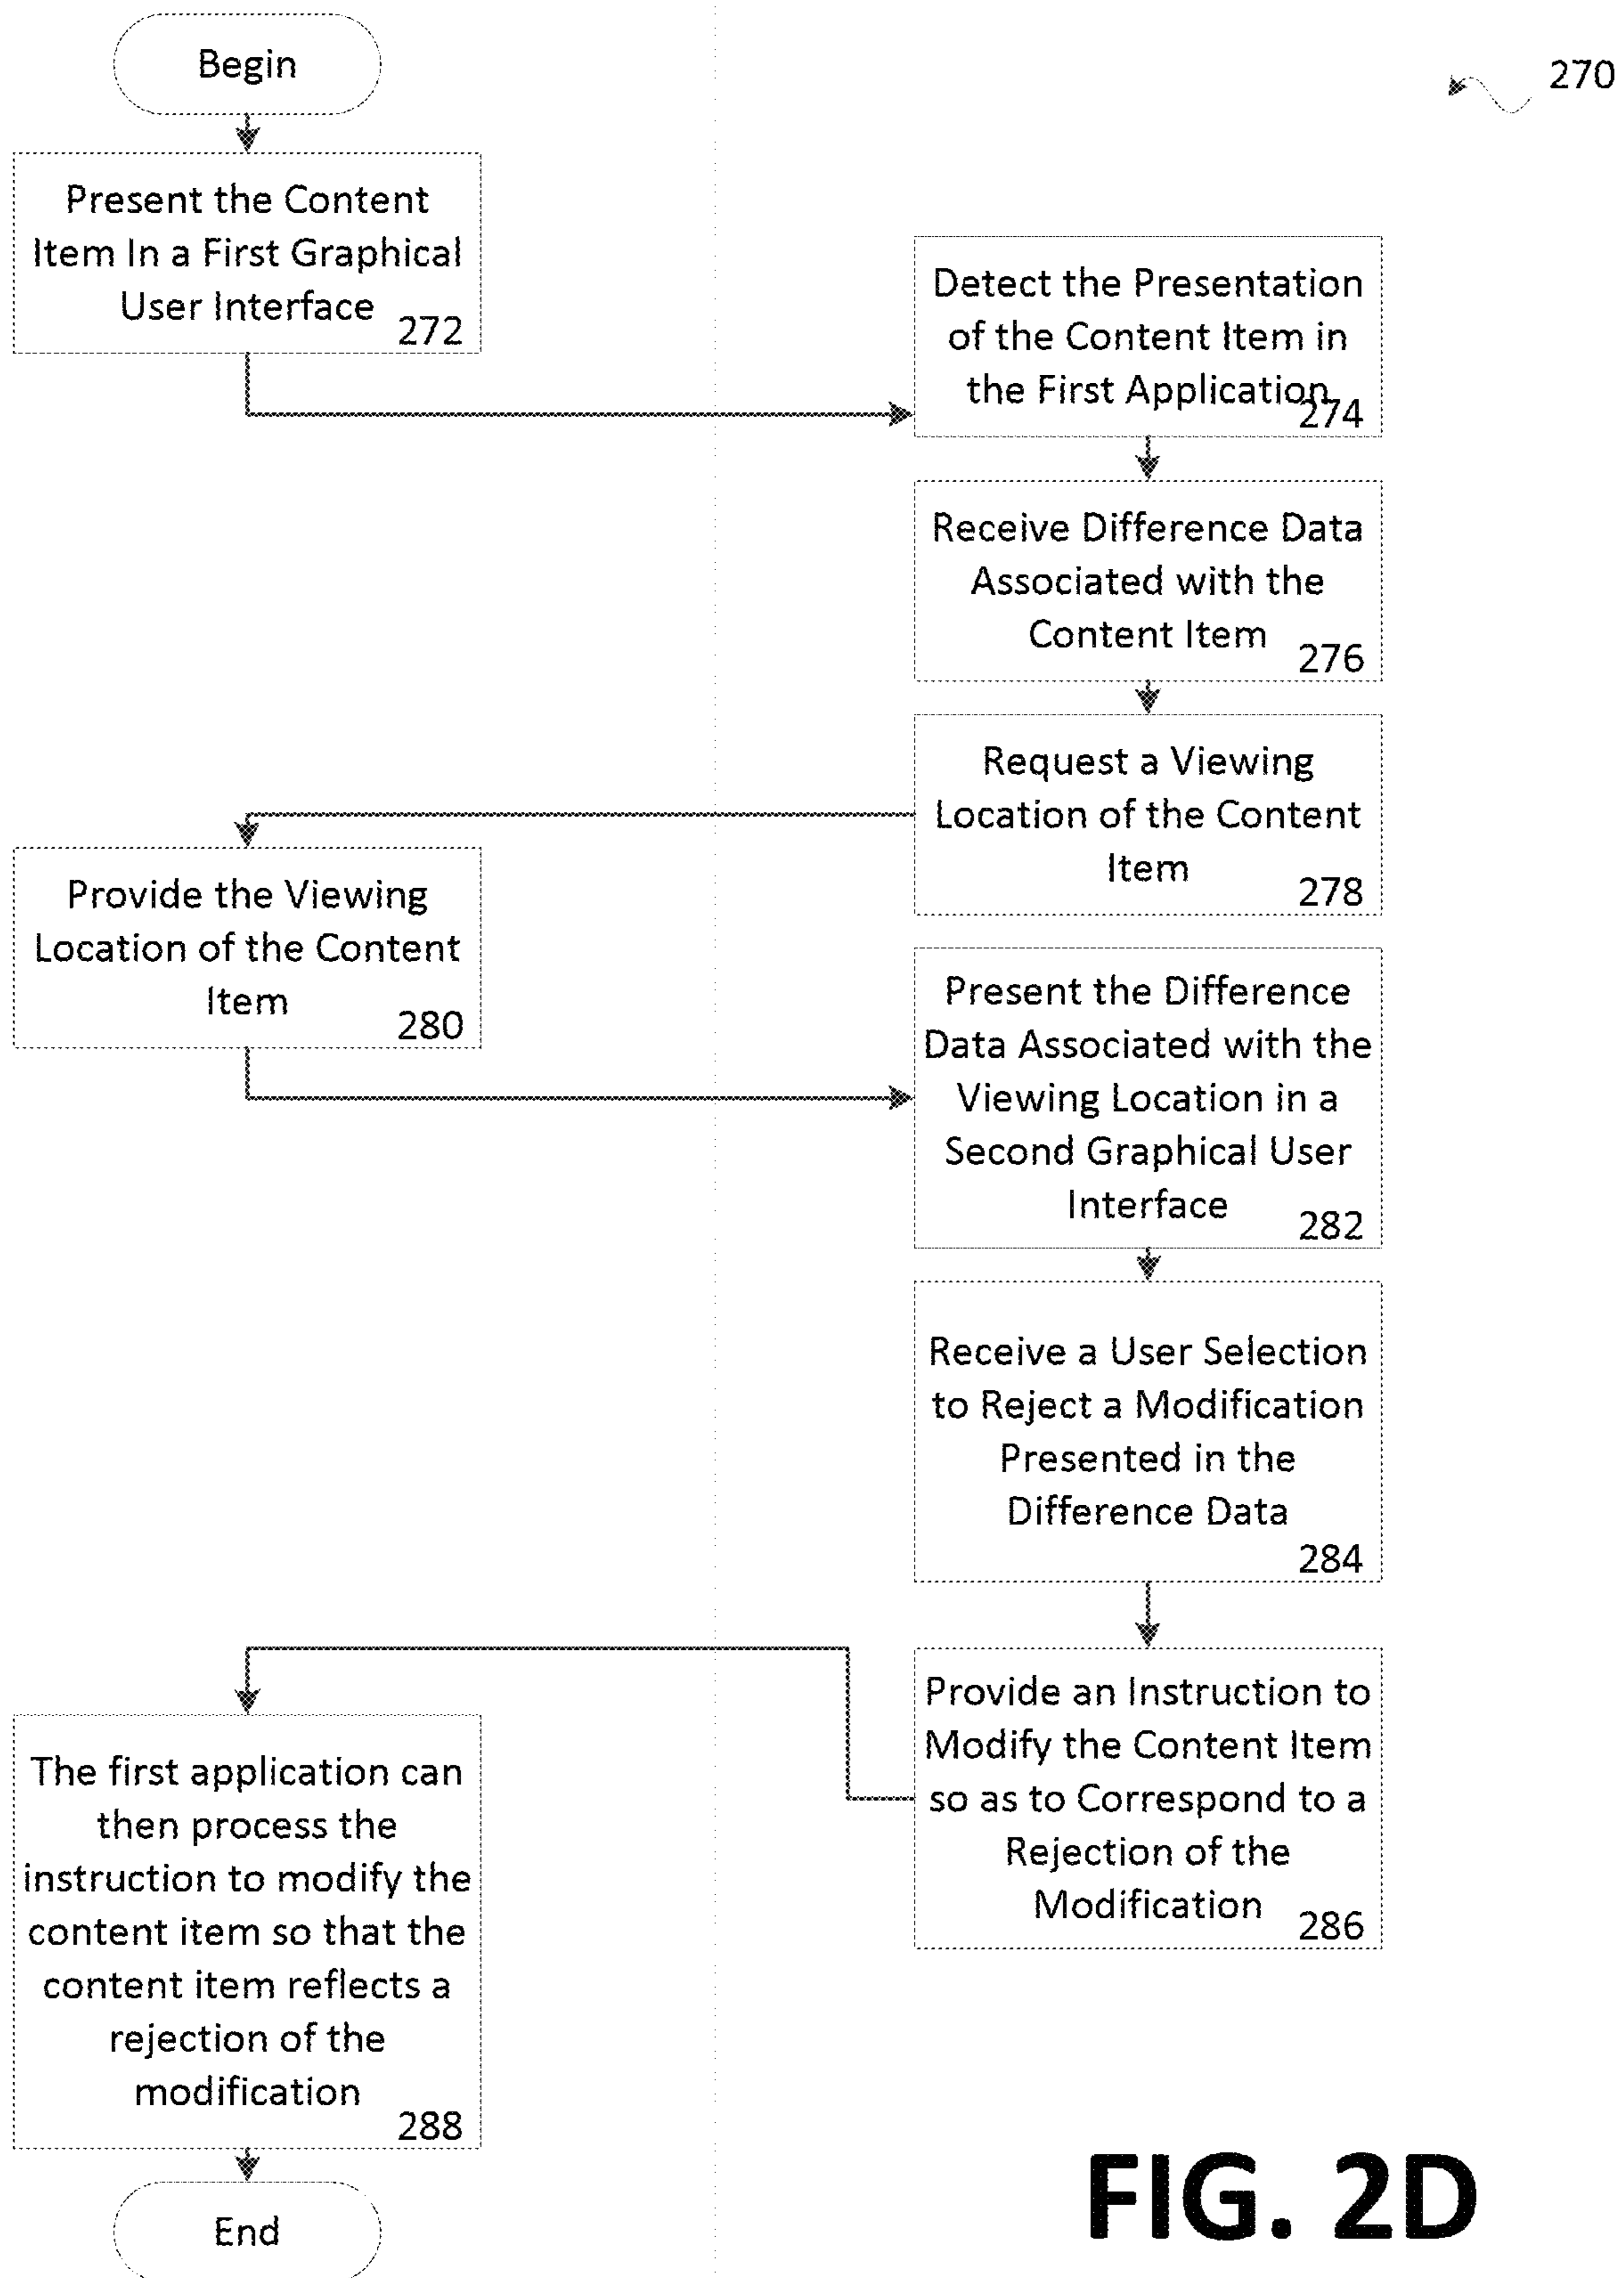 Begin
270
Present the Content
Item In a First Graphical
User Interface
272
Detect the Presentation
of the Content Item in
the First Application
274
Receive Difference Data
Associated with the
Content Item
276
Request a Viewing
Location of the Content
Item
278
Provide the Viewing
Location of the Content
Item
280
Present the Difference
Data Associated with the
Viewing Location in a
Second Graphical User
Interface
282
Receive a User Selection
to Reject a Modification
Presented in the
Difference Data
284
Provide an Instruction to
Modify the Content Item
so as to Correspond to a
Rejection of the
Modification
286
The first application can
then process the
instruction to modify the
content item so that the
content item reflects a
rejection of the
modification
288
End
FIG. 2D